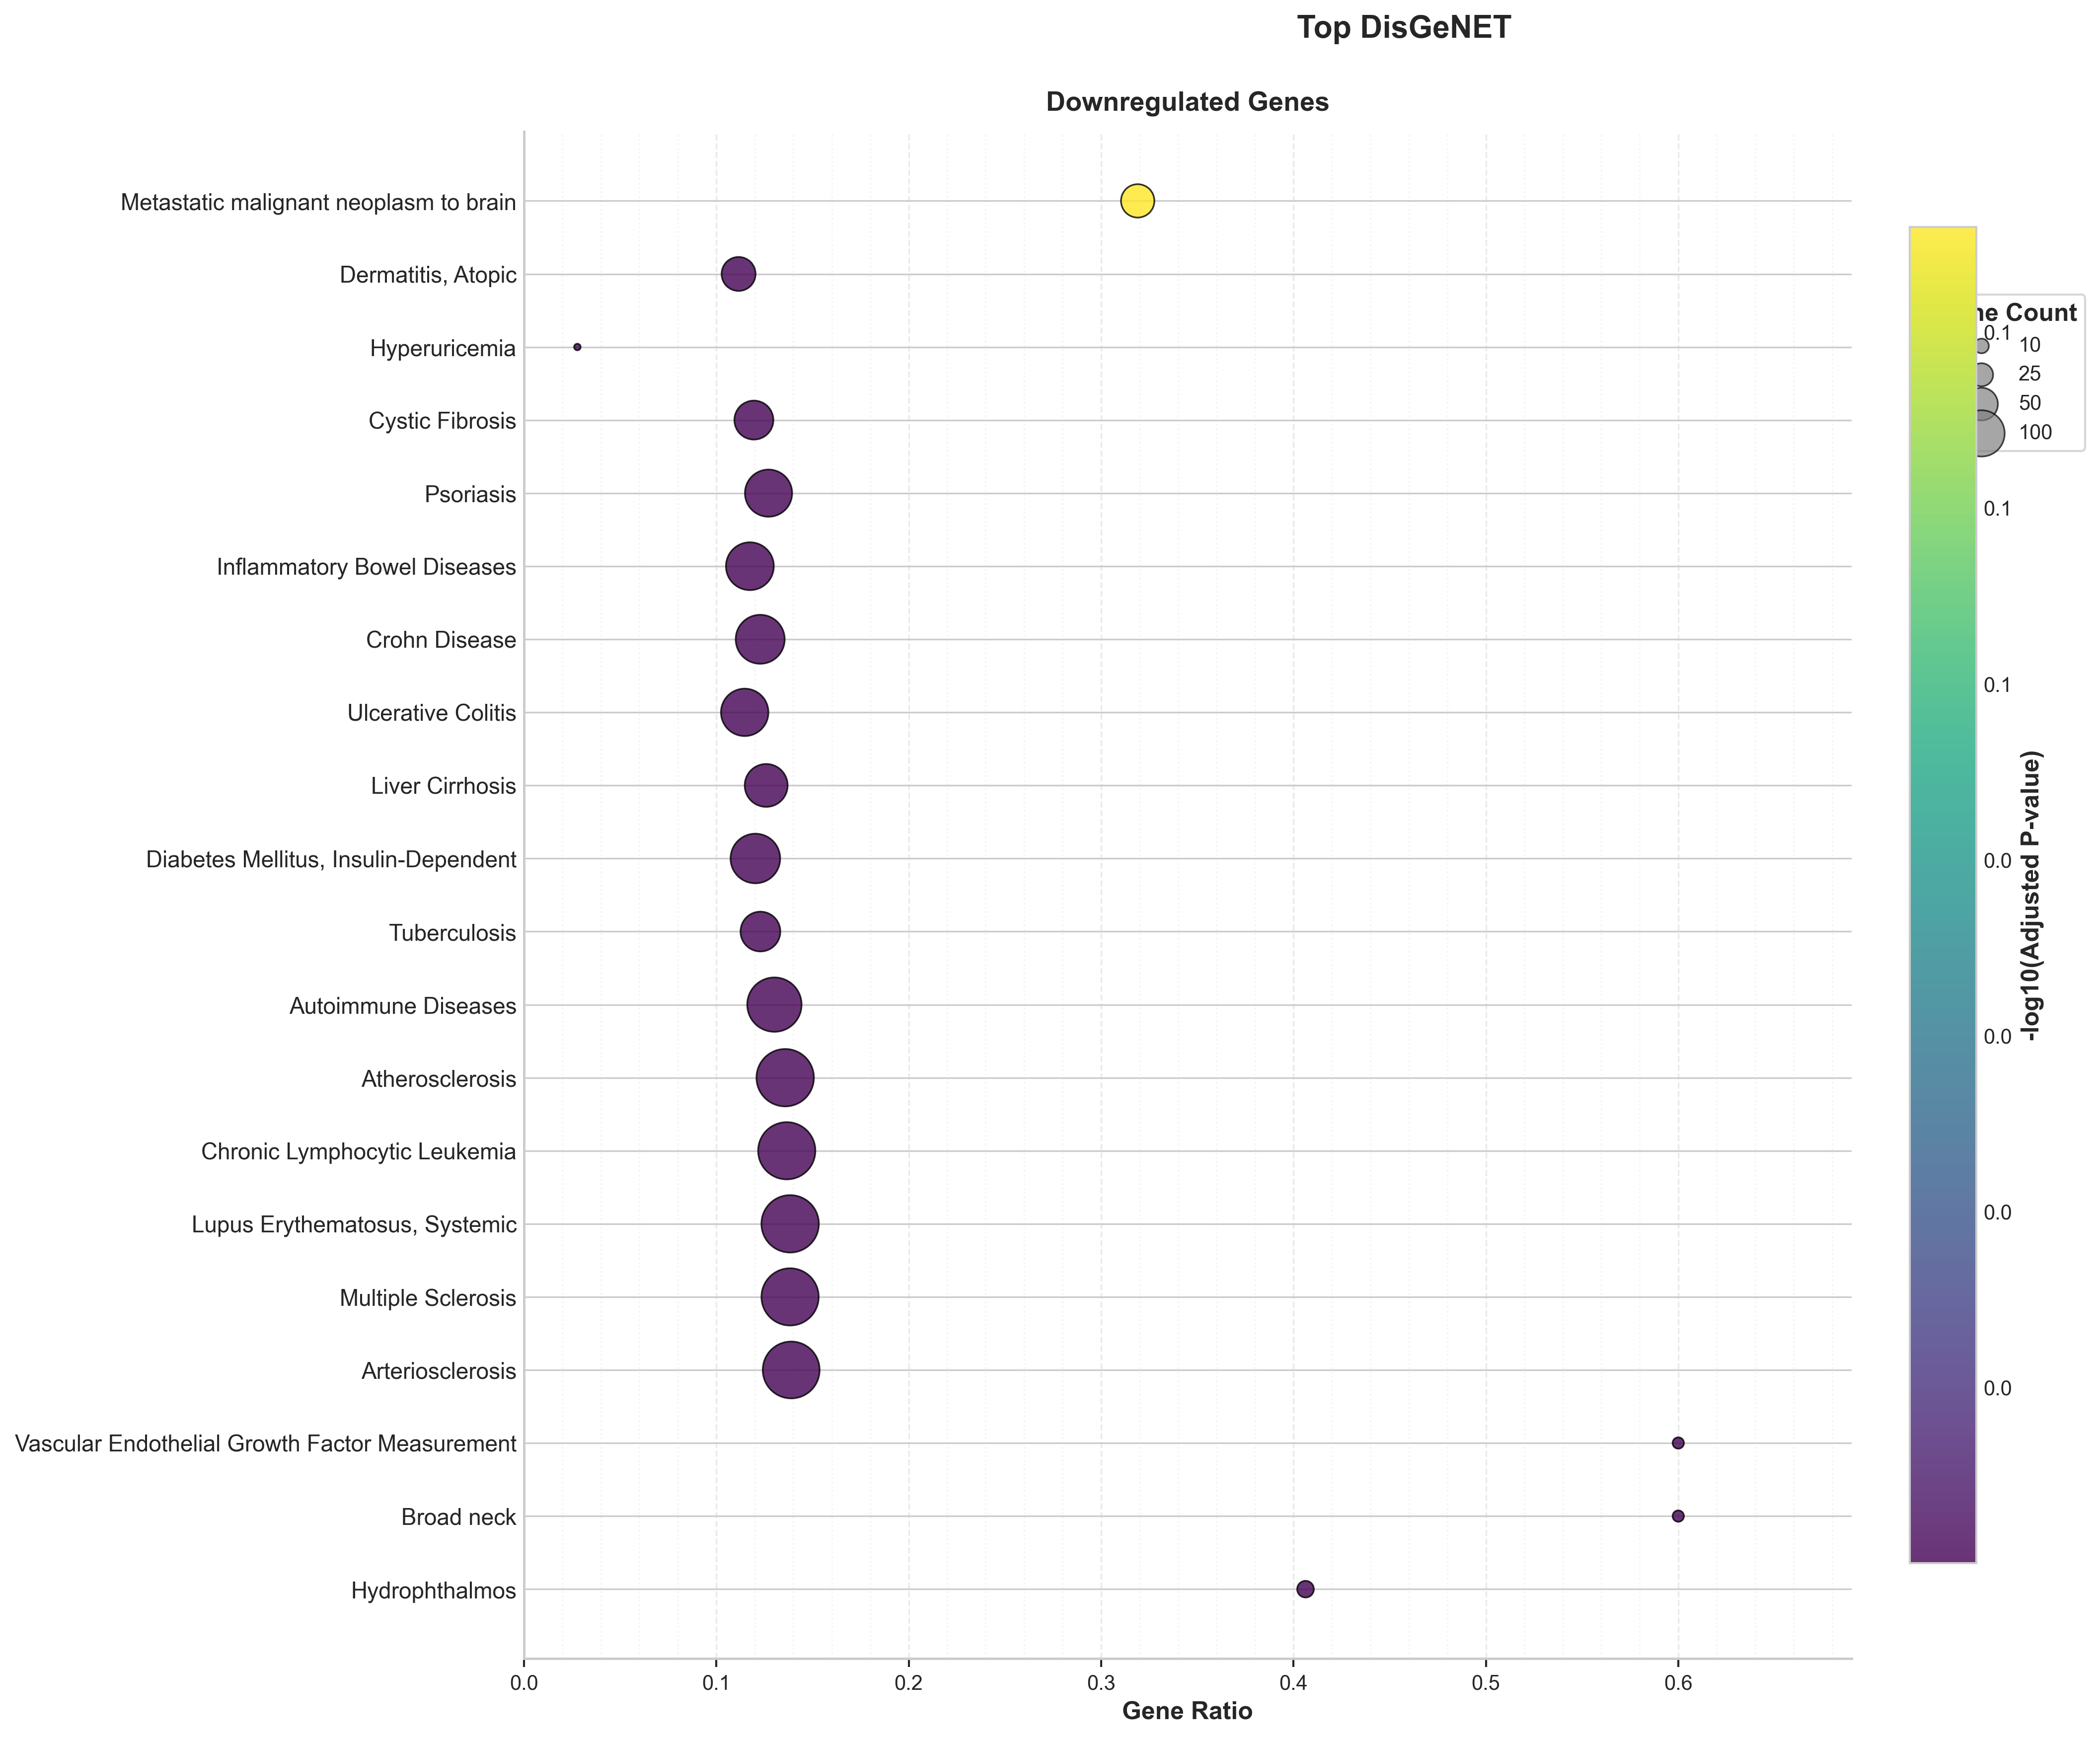 Top DisGeNET
Downregulated Genes
Metastatic malignant neoplasm to brain
Dermatitis, Atopic
Hyperuricemia
Cystic Fibrosis
Psoriasis
Inflammatory Bowel Diseases
Crohn Disease
Ulcerative Colitis
Liver Cirrhosis
Diabetes Mellitus, Insulin-Dependent
Tuberculosis
Autoimmune Diseases
Atherosclerosis
Chronic Lymphocytic Leukemia
Lupus Erythematosus, Systemic
Multiple Sclerosis
Arteriosclerosis
Vascular Endothelial Growth Factor Measurement
Broad neck
Hydrophthalmos
0.0 0.1 0.2 0.3 0.4 0.5 0.6
Gene Ratio
Count
10
25
50
100
0.1
0.1
0.1
0.0
0.0
0.0
0.0
-log10(Adjusted P-value)